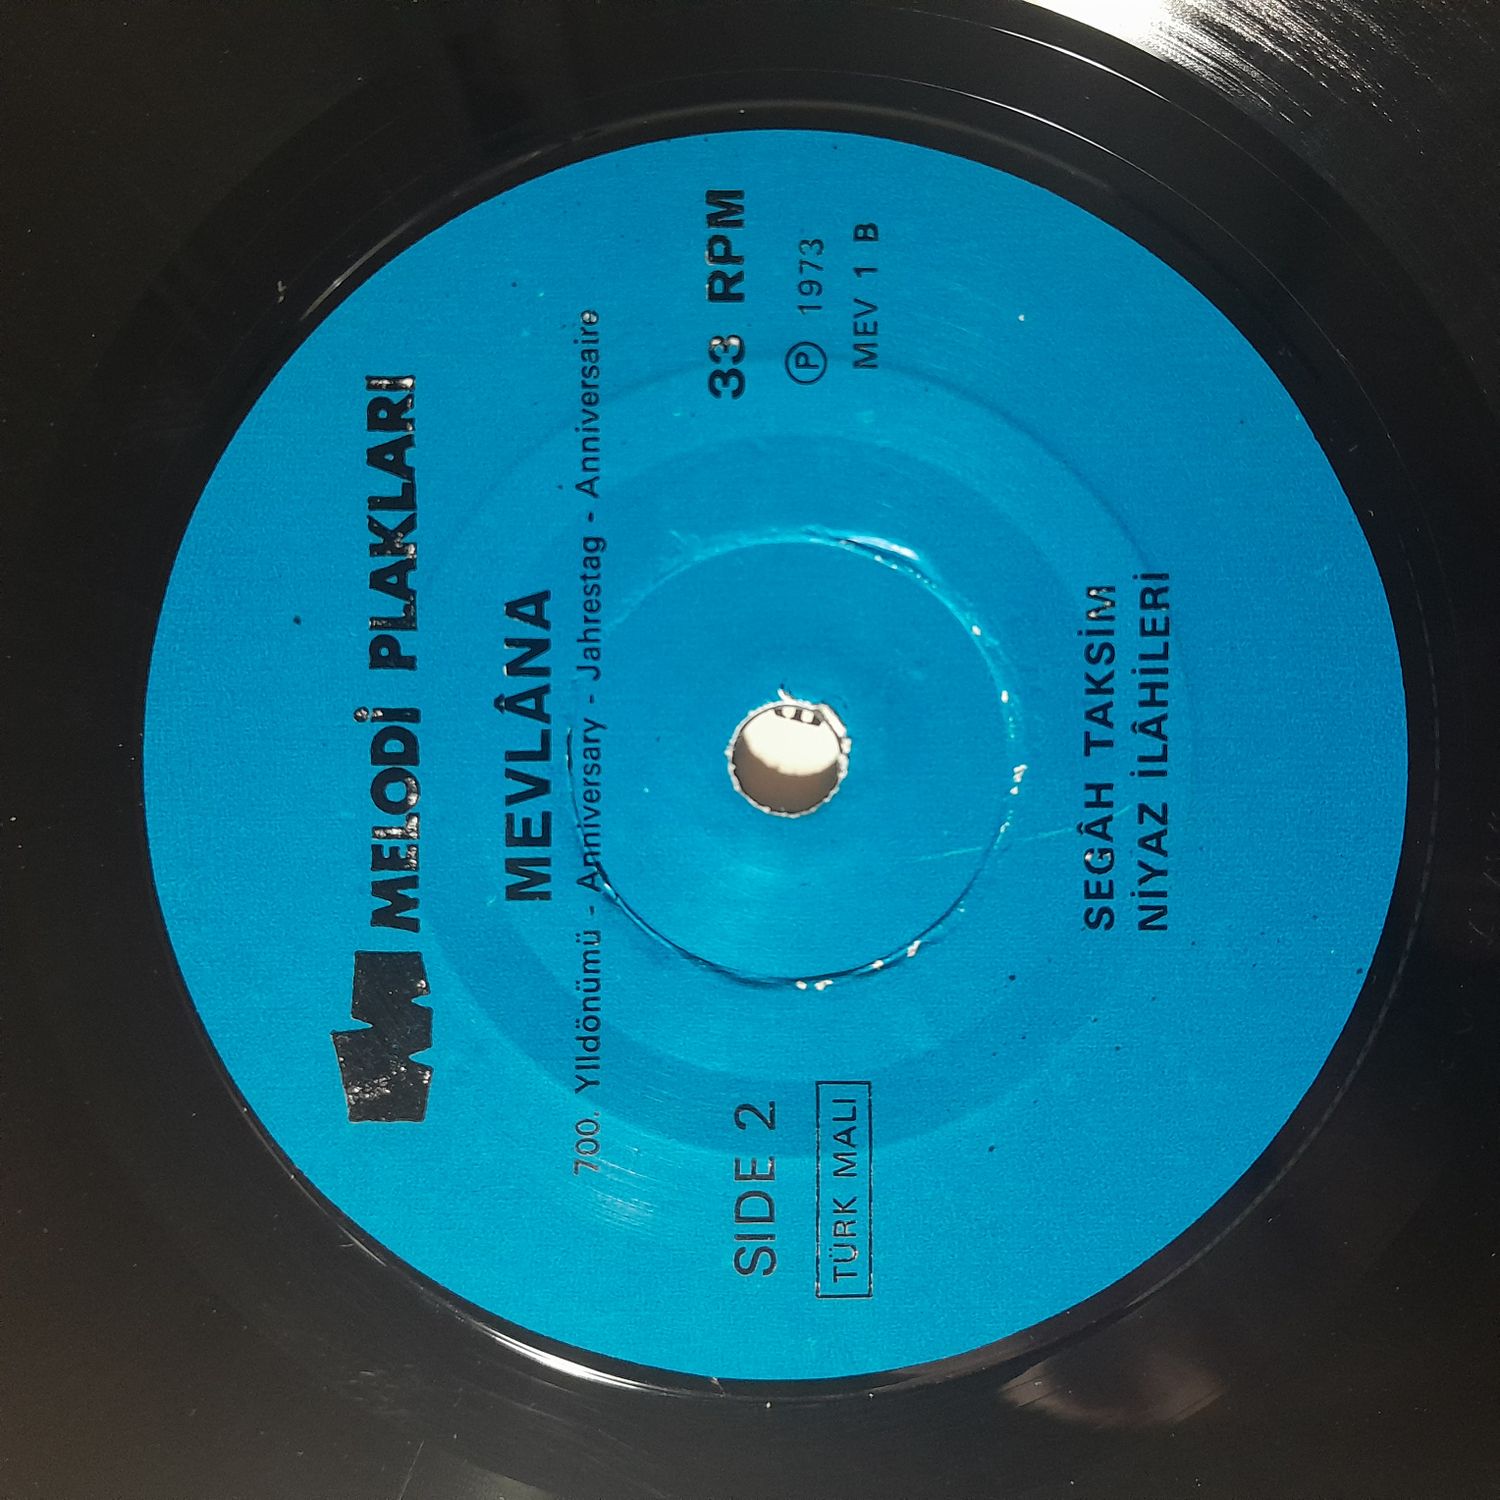 MELODİ PLAKLARI
MEVLÂNA
700. Ylldönümü - Anniversary - Jahrestag - Anniversaire
SIDE 2
TÜRK MALI
33 RPM
Ⓟ 1973
MEV 1 B
SEGÂH TAKSİM
NİYAZ İLÂHİLERİ